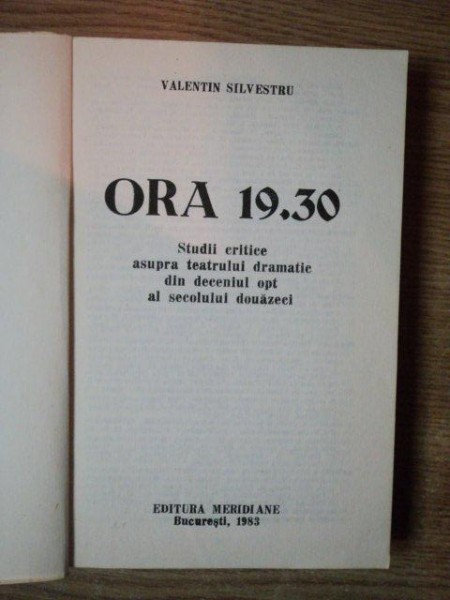 VALENTIN SILVESTRU
ORA 19.30
Studii critice
asupra teatrului dramatic
din deceniul opt
al secolului douăzeci
EDITURA MERIDIANE
București, 1983